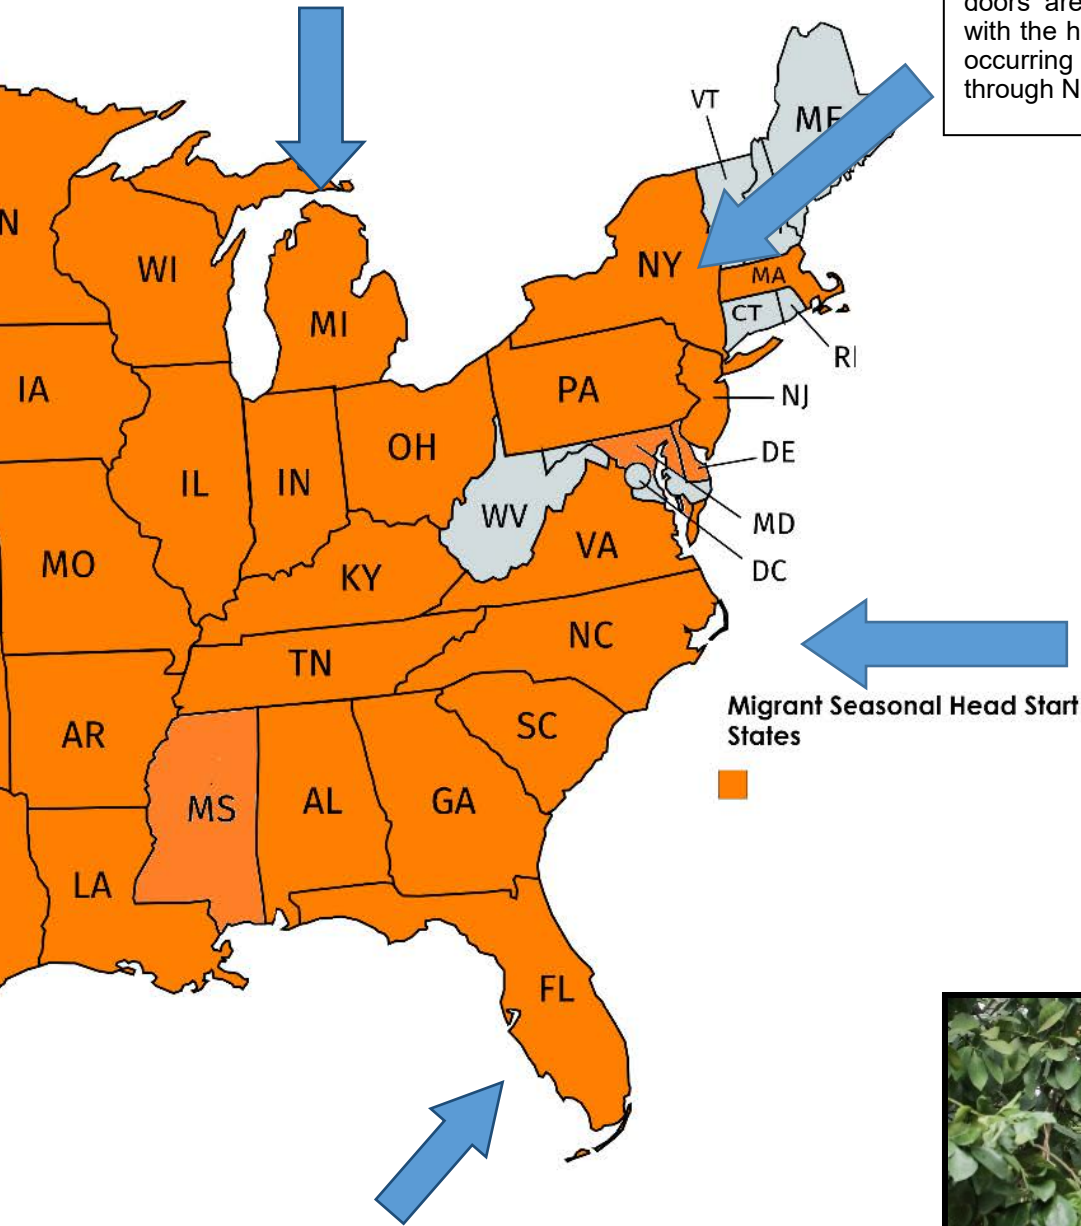 doors are
with the h
occurring
through N
VT
ME
N
WI
NY
MA
MI
CT
RI
IA
PA
NJ
OH
DE
IL
IN
WV
MD
VA
MO
KY
DC
NC
TN
Migrant Seasonal Head Start
States
SC
AR
MS
AL
GA
LA
FL